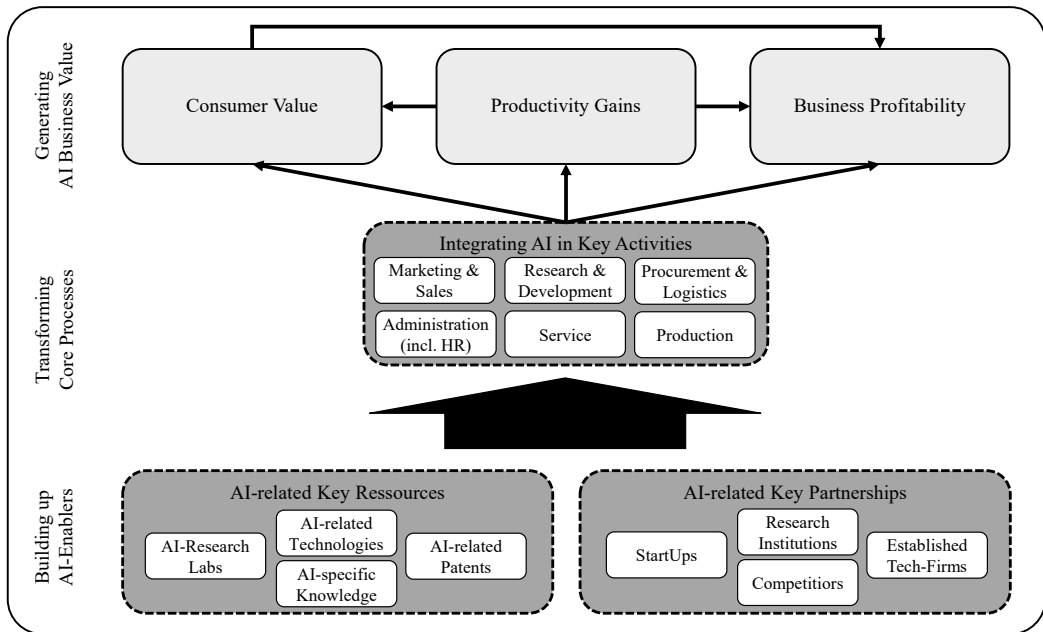 Generating
AI Business Value
Consumer Value
Productivity Gains
Business Profitability
Transforming
Core Processes
Integrating AI in Key Activities
Marketing &
Sales
Research &
Development
Procurement &
Logistics
Administration
(incl. HR)
Service
Production
Building up
AI-Enablers
AI-related Key Ressources
AI-Research
Labs
AI-related
Technologies
AI-specific
Knowledge
AI-related
Patents
AI-related Key Partnerships
StartUps
Research
Institutions
Competitiors
Established
Tech-Firms